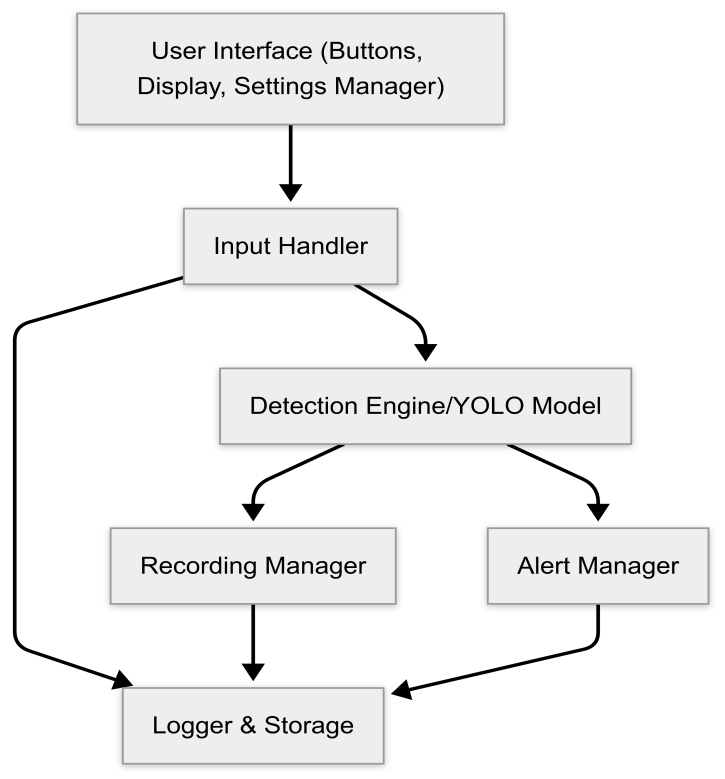 User Interface (Buttons,
Display, Settings Manager)
Input Handler
Detection Engine/YOLO Model
Recording Manager
Alert Manager
Logger & Storage